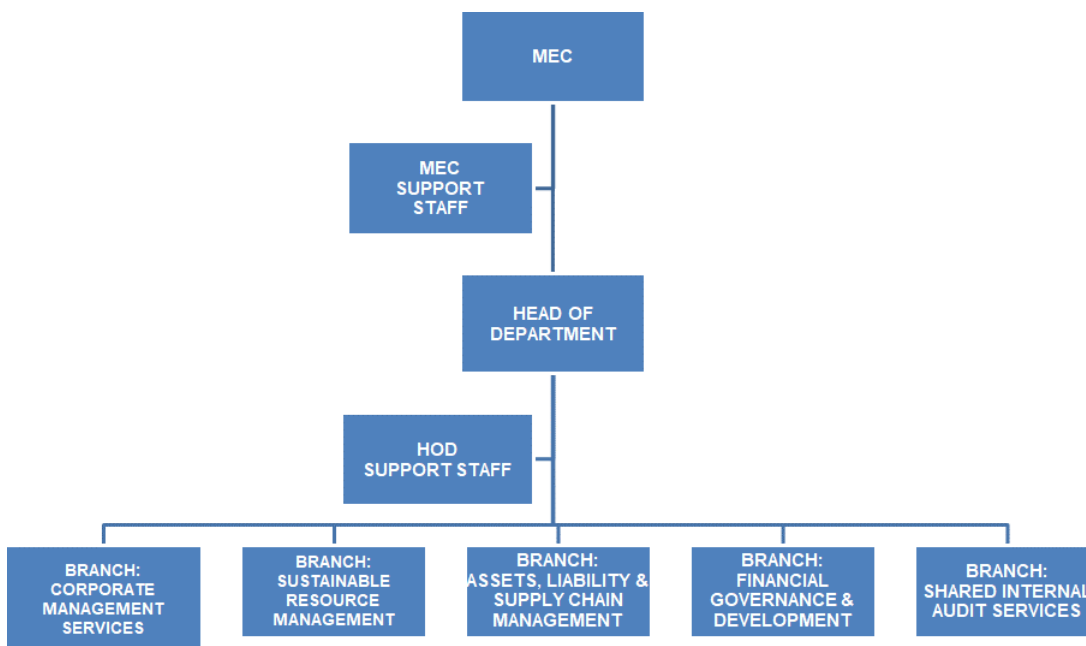 MEC
MEC
SUPPORT
STAFF
HEAD OF
DEPARTMENT
HOD
SUPPORT STAFF
BRANCH:
CORPORATE
MANAGEMENT
SERVICES
BRANCH:
SUSTAINABLE
RESOURCE
MANAGEMENT
BRANCH:
ASSETS, LIABILITY &
SUPPLY CHAIN
MANAGEMENT
BRANCH:
FINANCIAL
GOVERNANCE &
DEVELOPMENT
BRANCH:
SHARED INTERNAL
AUDIT SERVICES